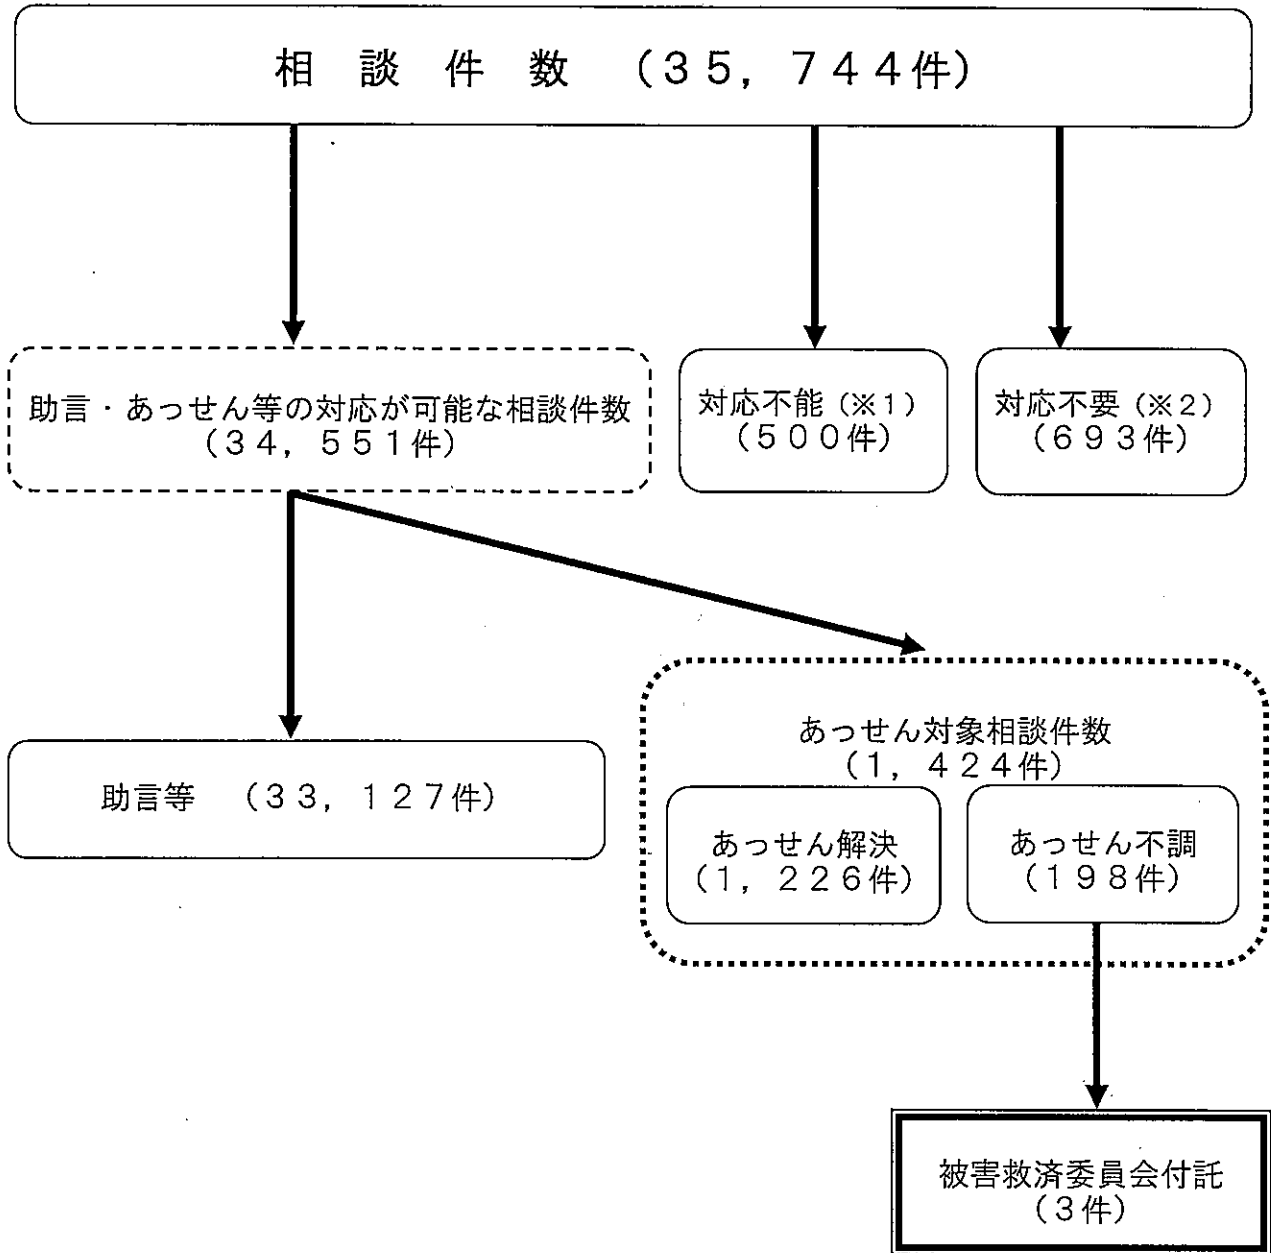 相　談　件　数　（３５，７４４件）
助言・あっせん等の対応が可能な相談件数
（３４，５５１件）
対応不能（※１）
（５００件）
対応不要（※２）
（６９３件）
助言等　（３３，１２７件）
あっせん対象相談件数
（１，４２４件）
あっせん解決
（１，２２６件）
あっせん不調
（１９８件）
被害救済委員会付託
（３件）